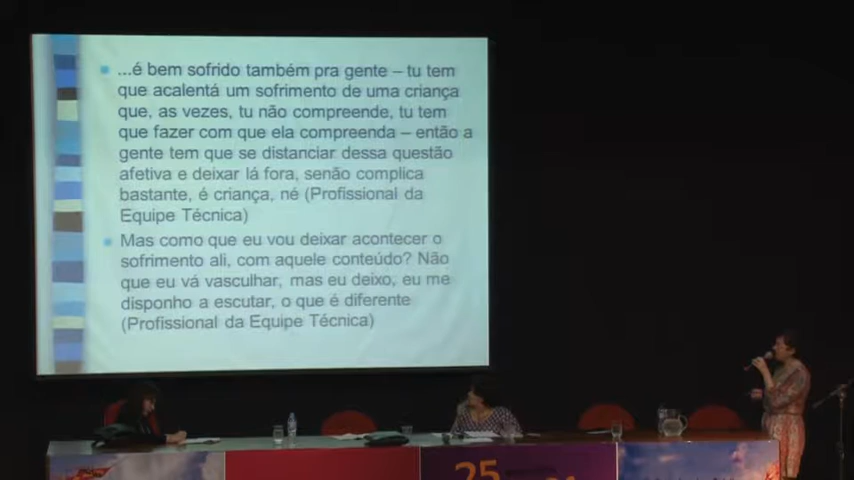 ...é bem sofrido também pra gente – tu tem
que acalentá um sofrimento de uma criança
que, as vezes, tu não compreende, tu tem
que fazer com que ela compreenda – então a
gente tem que se distanciar dessa questão
afetiva e deixar lá fora, senão complica
bastante, é criança, né (Profissional da
Equipe Técnica)
Mas como que eu vou deixar acontecer o
sofrimento ali, com aquele conteúdo? Não
que eu vá vasculhar, mas eu deixo, eu me
disponho a escutar, o que é diferente
(Profissional da Equipe Técnica)
25